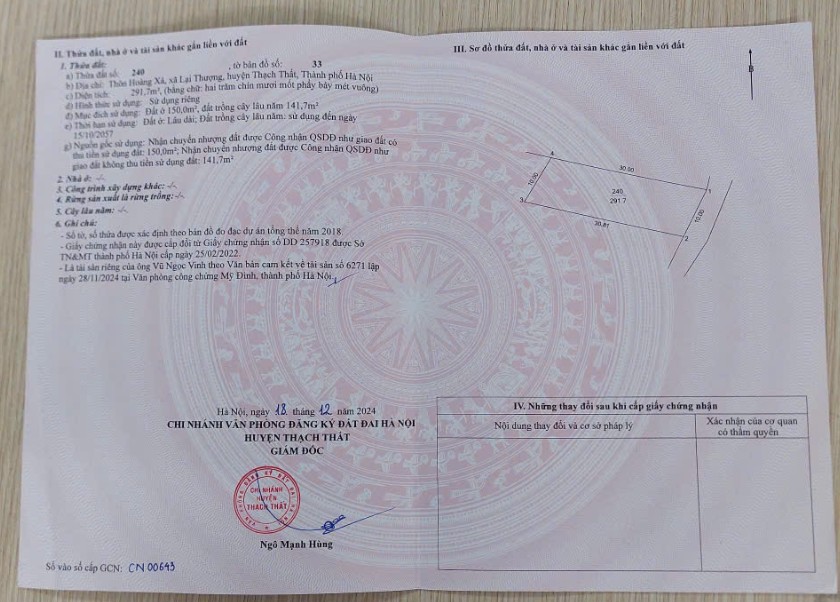 II. Thửa đất, nhà ở và tài sản khác gắn liền với đất
1. Thửa đất:
a) Thửa đất số: 240 , tờ bản đồ số: 33
b) Địa chỉ: Thôn Hoàng Xá, xã Lại Thượng, huyện Thạch Thất, Thành phố Hà Nội
c) Diện tích: 291,7m², (bằng chữ: hai trăm chín mươi mốt phẩy bảy mét vuông)
d) Hình thức sử dụng: Sử dụng riêng
đ) Mục đích sử dụng: Đất ở 150,0m², đất trồng cây lâu năm 141,7m²
e) Thời hạn sử dụng: Đất ở: Lâu dài; Đất trồng cây lâu năm: sử dụng đến ngày
15/10/2057
g) Nguồn gốc sử dụng: Nhận chuyển nhượng đất được Công nhận QSDĐ như giao đất có
thu tiền sử dụng đất: 150,0m²; Nhận chuyển nhượng đất được Công nhận QSDĐ như
giao đất không thu tiền sử dụng đất: 141,7m²
2. Nhà ở: -/-
3. Công trình xây dựng khác: -/-
4. Rừng sản xuất là rừng trồng: -/-
5. Cây lâu năm: -/-
6. Ghi chú:
- Số tờ, số thửa được xác định theo bản đồ đo đạc dự án tổng thể năm 2018
- Giấy chứng nhận này được cấp đổi từ Giấy chứng nhận số DD 257918 được Sở
TN&MT thành phố Hà Nội cấp ngày 25/02/2022.
- Là tài sản riêng của ông Vũ Ngọc Vinh theo Văn bản cam kết về tài sản số 6271 lập
ngày 28/11/2024 tại Văn phòng công chứng Mỹ Đình, thành phố Hà Nội.
Hà Nội, ngày 18 tháng 12 năm 2024
CHI NHÁNH VĂN PHÒNG ĐĂNG KÝ ĐẤT ĐAI HÀ NỘI
HUYỆN THẠCH THẤT
GIÁM ĐỐC
CHI NHÁNH
HUYỆN
THẠCH THẤT
Ngô Mạnh Hùng
Số vào sổ cấp GCN: CN 00643
III. Sơ đồ thửa đất, nhà ở và tài sản khác gắn liền với đất
B
4
30.00
1
10.00
240
291.7
3
10.00
30.81
2
IV. Những thay đổi sau khi cấp giấy chứng nhận
Nội dung thay đổi và cơ sở pháp lý
Xác nhận của cơ quan
có thẩm quyền